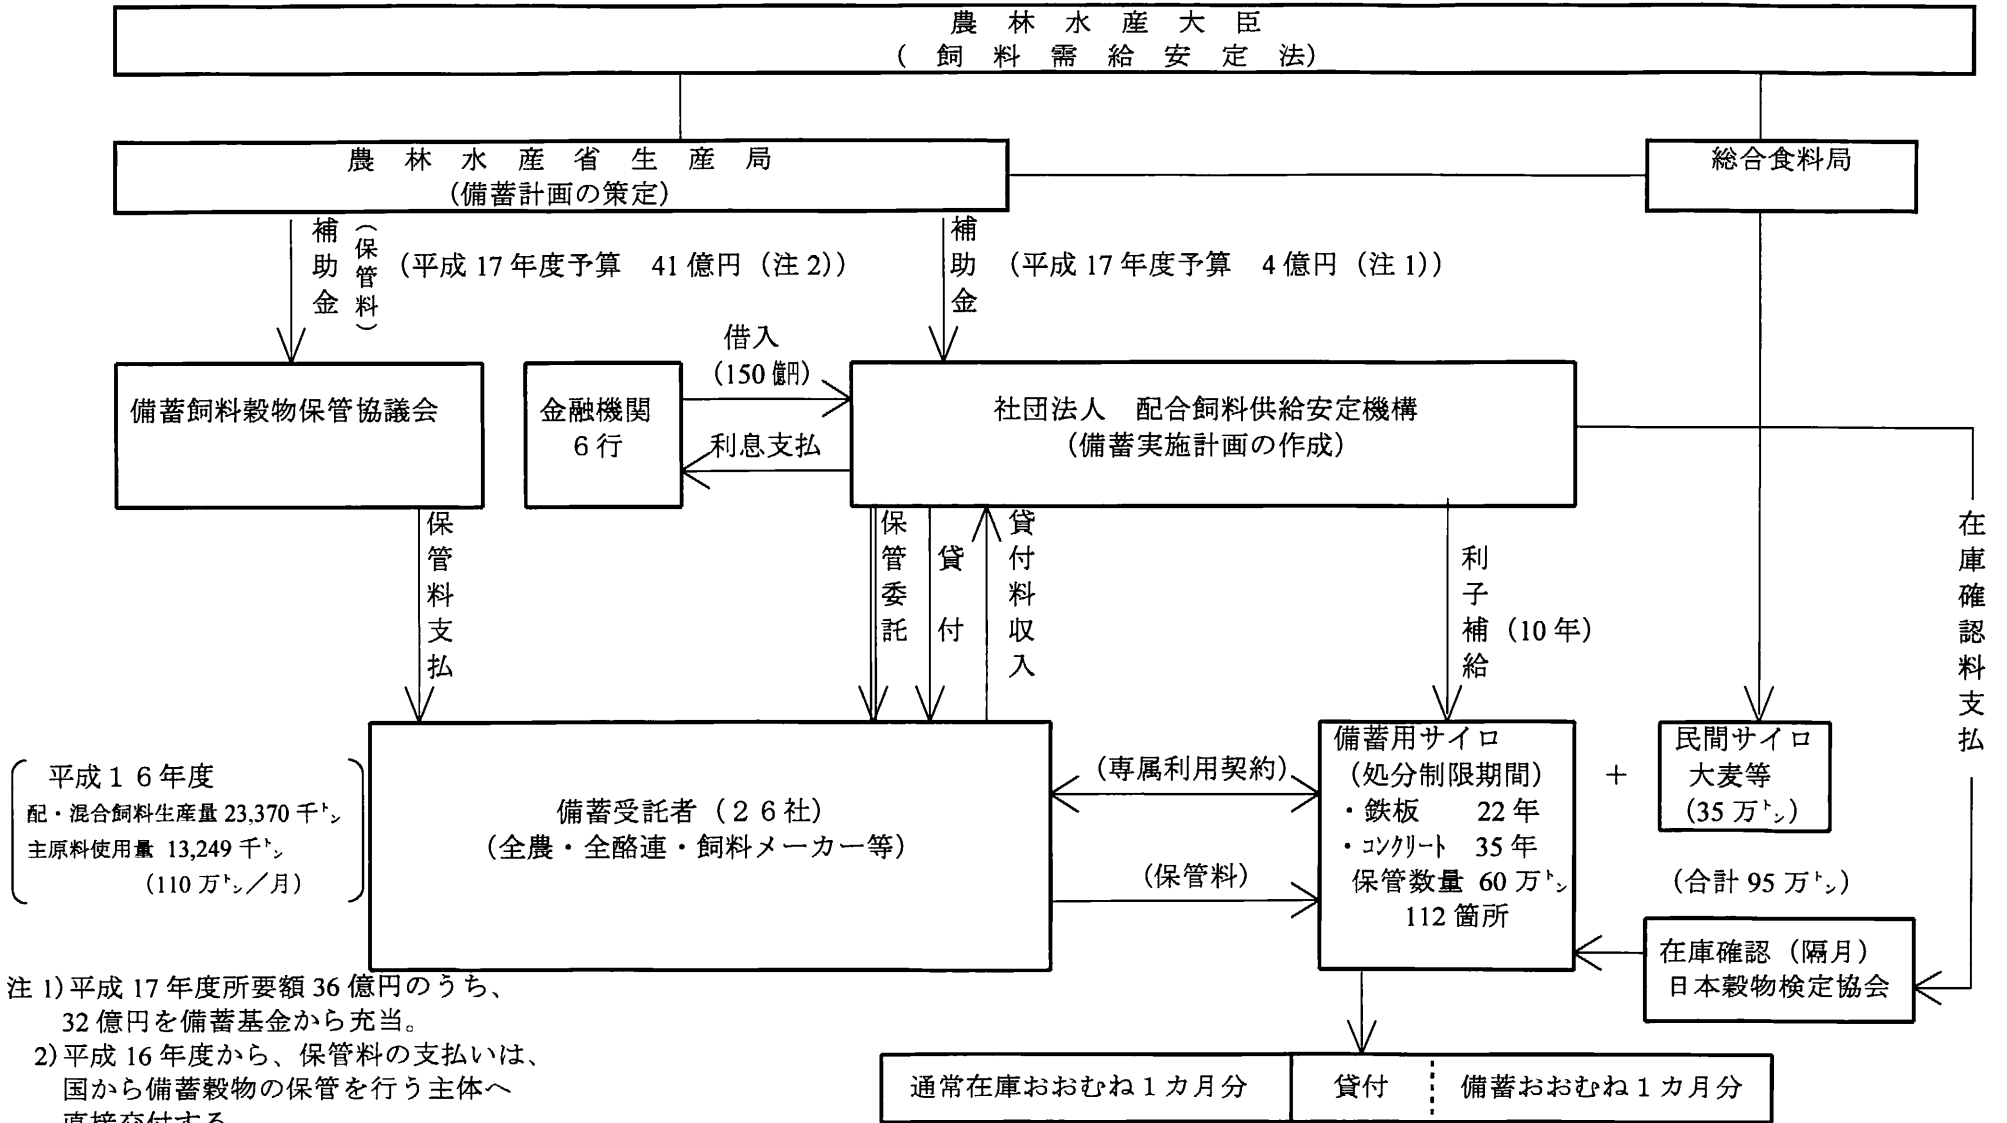 農林水産大臣
(飼料需給安定法)
農林水産省生産局
(備蓄計画の策定)
総合食料局
補助金
(保管料)
(平成 17 年度予算 41 億円(注 2))
補助金
(平成 17 年度予算 4 億円(注 1))
備蓄飼料穀物保管協議会
金融機関
6 行
借入
(150 億円)
利息支払
社団法人 配合飼料供給安定機構
(備蓄実施計画の作成)
保管料支払
保管委託
貸付
貸付料収入
利子補給
(10 年)
在庫確認料支払
平成16年度
配・混合飼料生産量 23,370 千㌧
主原料使用量 13,249 千㌧
(110 万㌧/月)
備蓄受託者(26社)
(全農・全酪連・飼料メーカー等)
(専属利用契約)
(保管料)
備蓄用サイロ
(処分制限期間)
・鉄板 22 年
・コンクリート 35 年
保管数量 60 万㌧
112 箇所
+
民間サイロ
大麦等
(35 万㌧)
(合計 95 万㌧)
在庫確認(隔月)
日本穀物検定協会
注 1)平成 17 年度所要額 36 億円のうち、
32 億円を備蓄基金から充当。
2)平成 16 年度から、保管料の支払いは、
国から備蓄穀物の保管を行う主体へ
通常在庫おおむね1カ月分
貸付
備蓄おおむね1カ月分